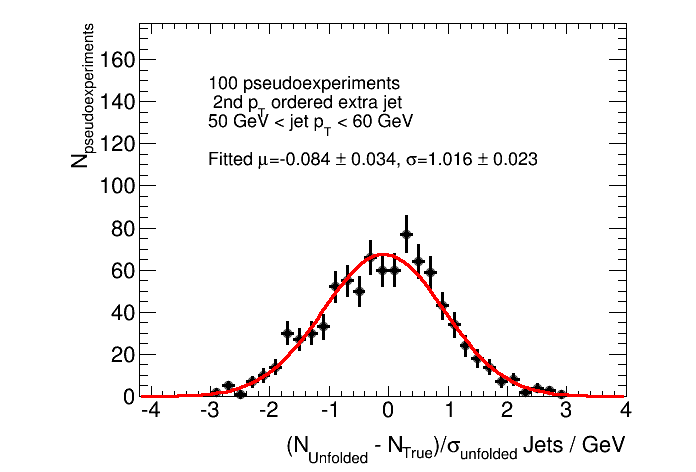 N_pseudoexperiments
160
140
120
100
80
60
40
20
0
100 pseudoexperiments
2nd p_T ordered extra jet
50 GeV < jet p_T < 60 GeV
Fitted μ=-0.084 ± 0.034, σ=1.016 ± 0.023
-4 -3 -2 -1 0 1 2 3 4
(N_Unfolded - N_True)/σ_unfolded Jets / GeV